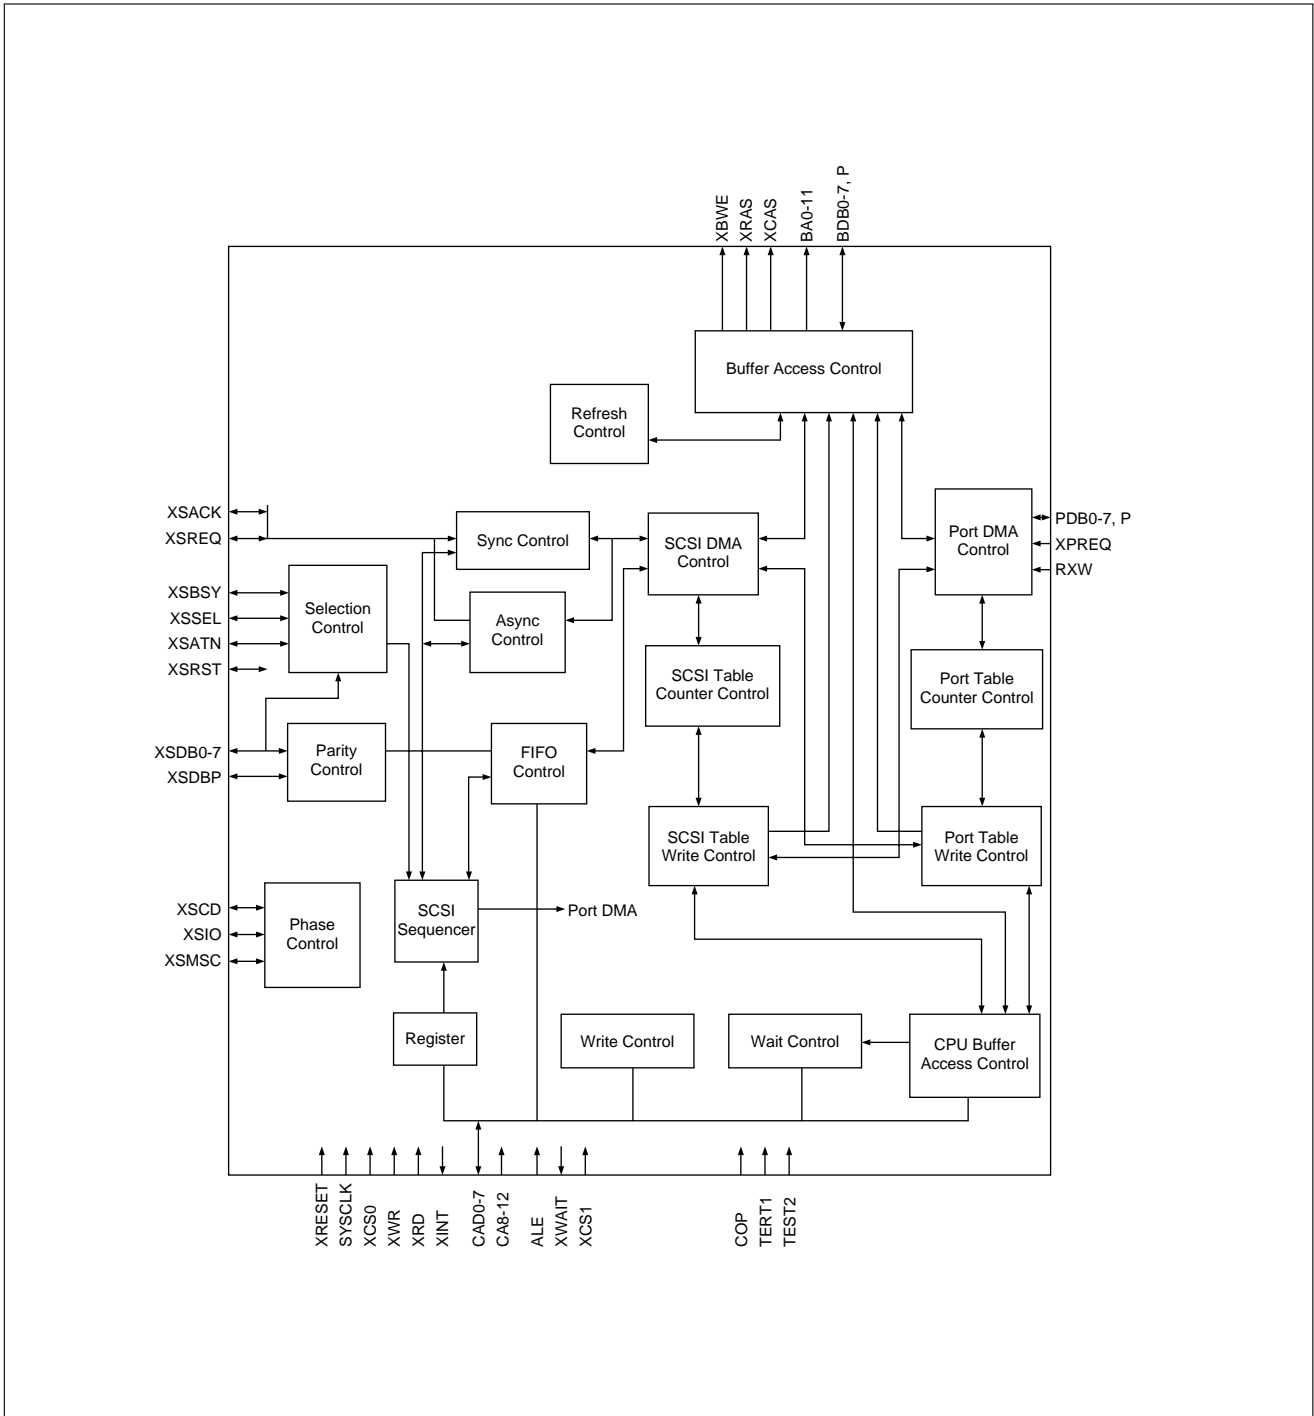 XBWE
XRAS
XCAS
BA0-11
BDB0-7, P
Buffer Access Control
Refresh
Control
XSACK
XSREQ
Sync Control
SCSI DMA
Control
Port DMA
Control
PDB0-7, P
XPREQ
RXW
XSBSY
XSSEL
XSATN
XSRST
Selection
Control
Async
Control
SCSI Table
Counter Control
Port Table
Counter Control
XSDB0-7
XSDBP
Parity
Control
FIFO
Control
SCSI Table
Write Control
Port Table
Write Control
XSCD
XSIO
XSMSC
Phase
Control
SCSI
Sequencer
Port DMA
Register
Write Control
Wait Control
CPU Buffer
Access Control
XRESET
SYSCLK
XCS0
XWR
XRD
XINT
CAD0-7
CA8-12
ALE
XWAIT
XCS1
COP
TERT1
TEST2